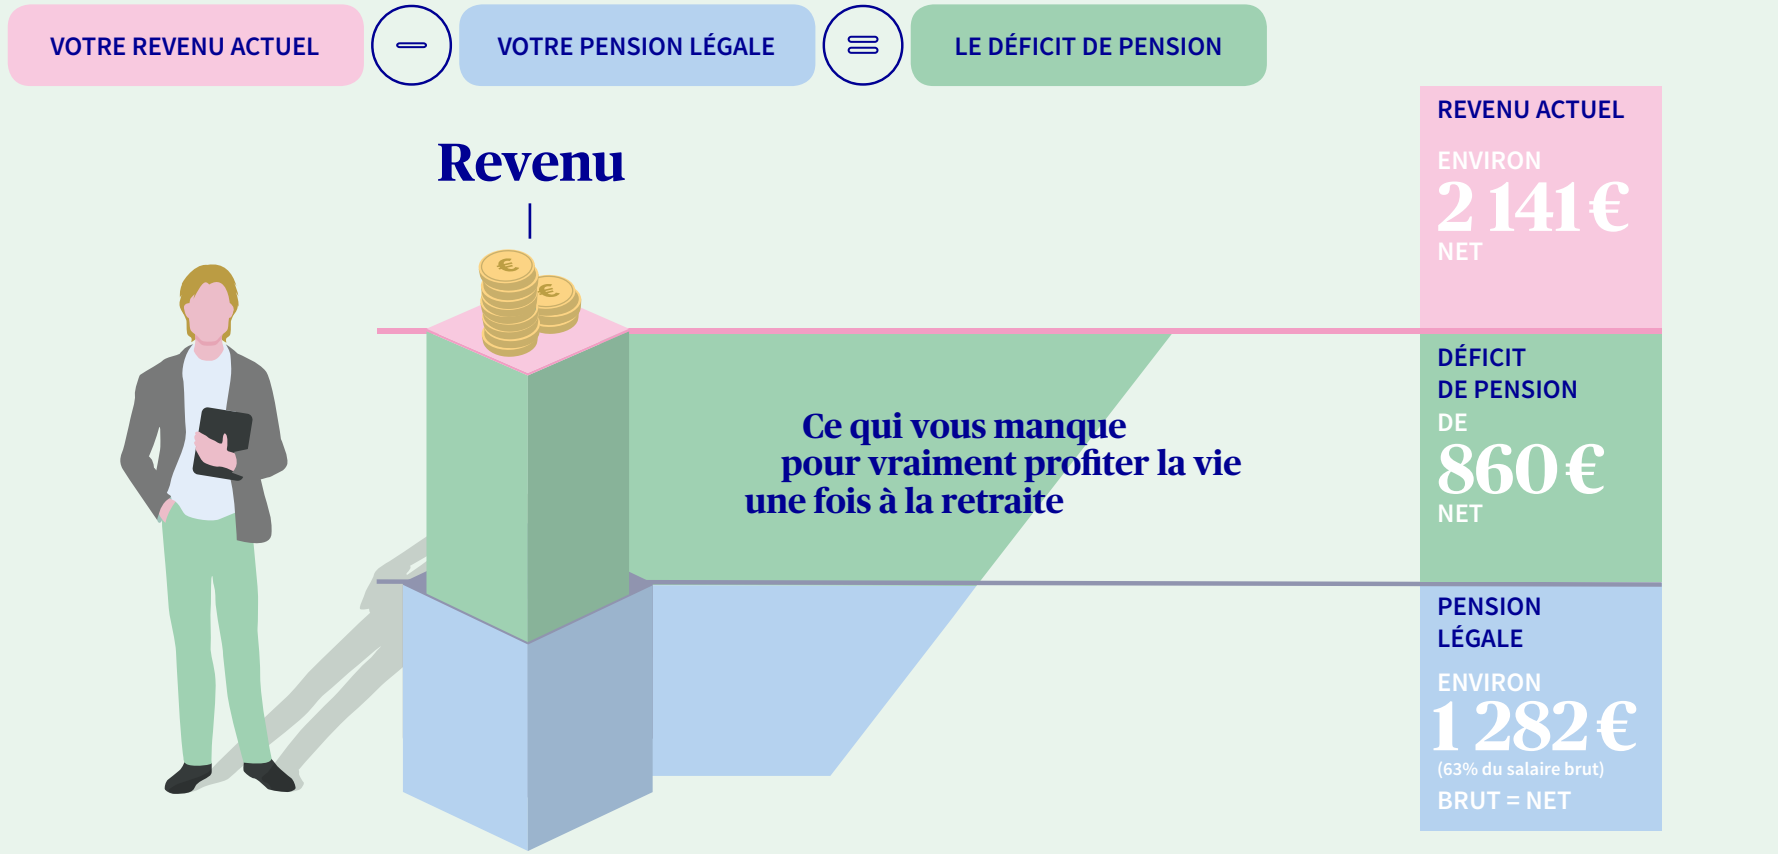 VOTRE REVENU ACTUEL
VOTRE PENSION LÉGALE
LE DÉFICIT DE PENSION
Revenu
REVENU ACTUEL
ENVIRON
2 141 €
NET
Ce qui vous manque
pour vraiment profiter la vie
une fois à la retraite
DÉFICIT
DE PENSION
DE
860 €
NET
PENSION
LÉGALE
ENVIRON
1 282 €
(63% du salaire brut)
BRUT = NET